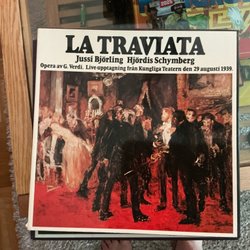 LA TRAVIATA
Jussi Björling Hjördis Schymberg
Opera av G. Verdi. Live upptagning från Kungliga Teatern den 29 augusti 1939.